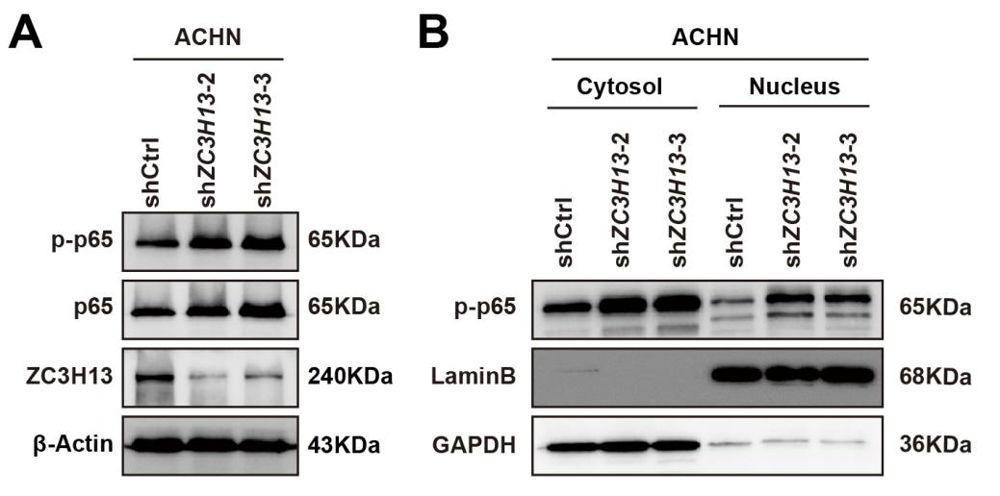 A
ACHN
shCtrl
shZC3H13-2
shZC3H13-3
p-p65
65KDa
p65
65KDa
ZC3H13
240KDa
β-Actin
43KDa
B
ACHN
Cytosol
Nucleus
shCtrl
shZC3H13-2
shZC3H13-3
shCtrl
shZC3H13-2
shZC3H13-3
p-p65
65KDa
LaminB
68KDa
GAPDH
36KDa